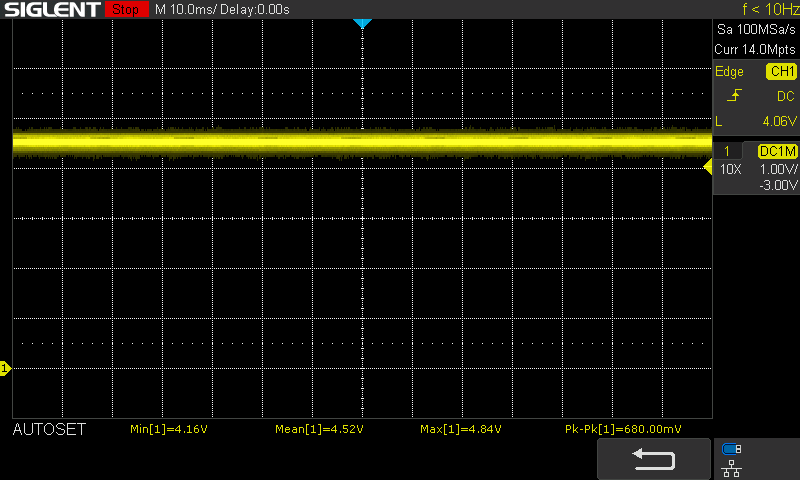 SIGLENT Stop M 10.0ms/ Delay:0.00s f < 10Hz
Sa 100MSa/s
Curr 14.0Mpts
Edge CH1
DC
L 4.06V
1 DC1M
10X 1.00V/
-3.00V
1
AUTOSET Min[1]=4.16V Mean[1]=4.52V Max[1]=4.84V Pk-Pk[1]=680.00mV